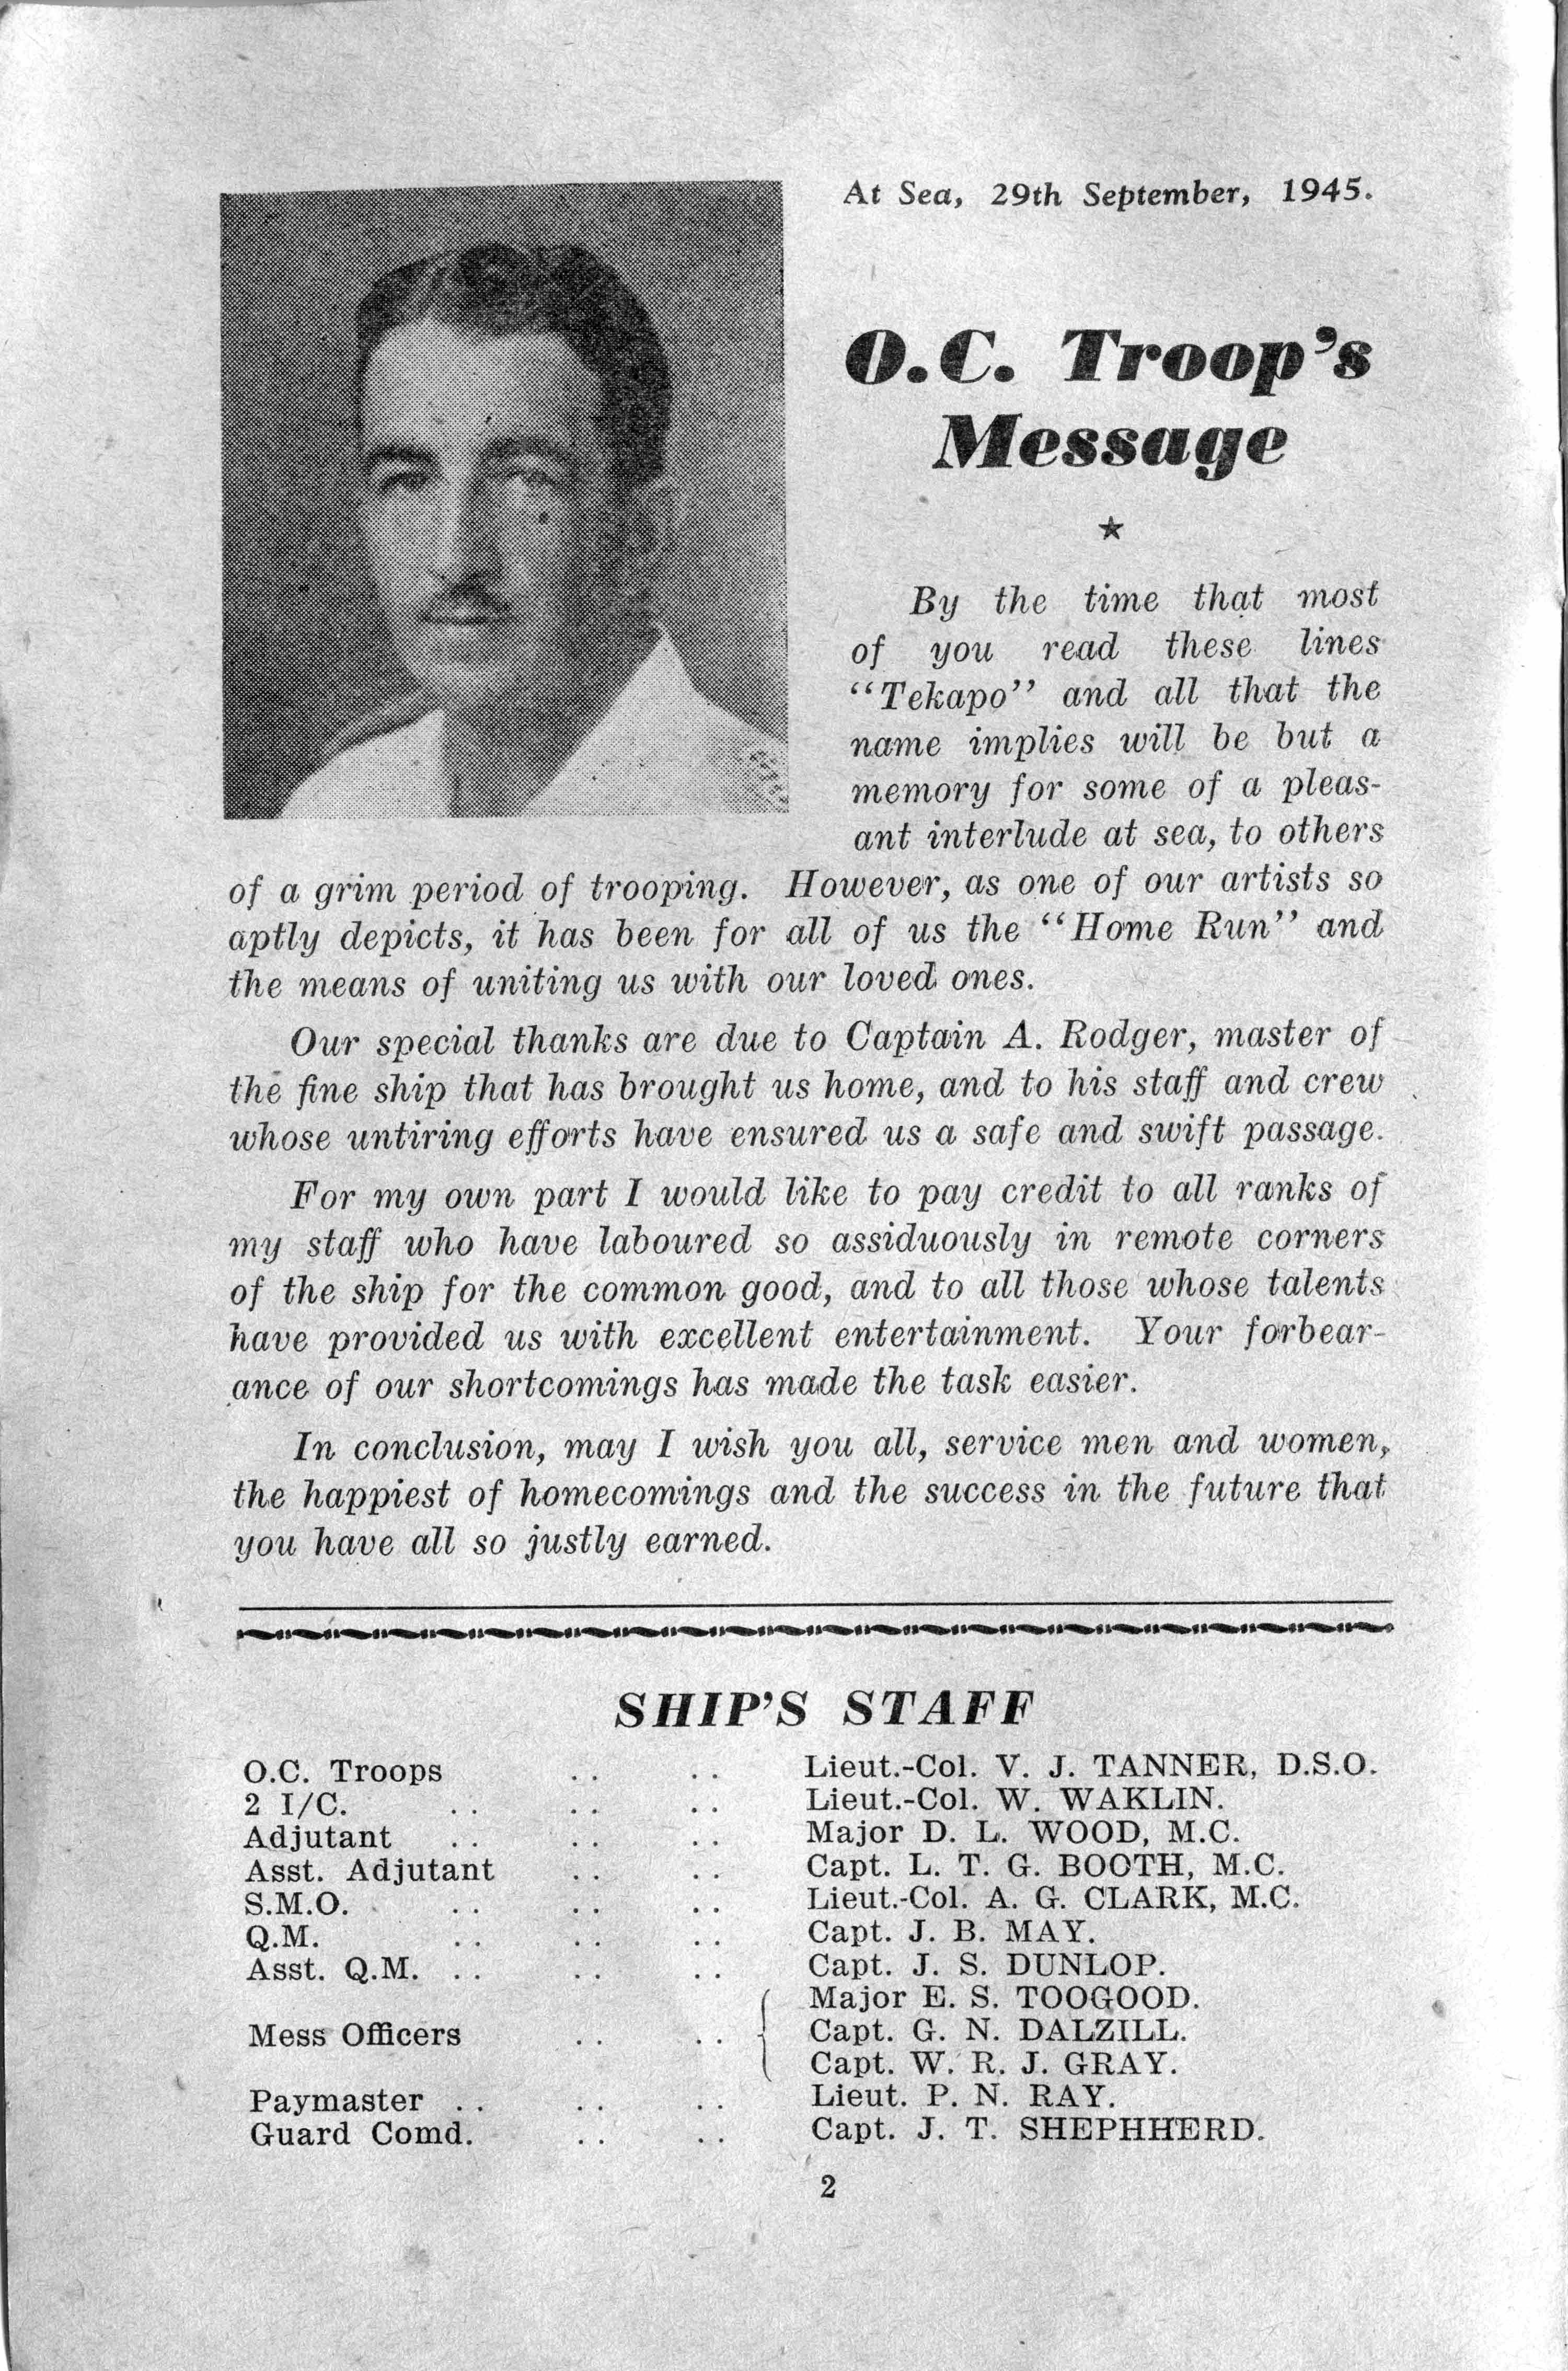 At Sea, 29th September, 1945.
O.C. Troop's
Message
★
By the time that most
of you read these lines
"Tekapo" and all that the
name implies will be but a
memory for some of a pleas-
ant interlude at sea, to others
of a grim period of trooping. However, as one of our artists so
aptly depicts, it has been for all of us the "Home Run" and
the means of uniting us with our loved ones.
Our special thanks are due to Captain A. Rodger, master of
the fine ship that has brought us home, and to his staff and crew
whose untiring efforts have ensured us a safe and swift passage.
For my own part I would like to pay credit to all ranks of
my staff who have laboured so assiduously in remote corners
of the ship for the common good, and to all those whose talents
have provided us with excellent entertainment. Your forbear-
ance of our shortcomings has made the task easier.
In conclusion, may I wish you all, service men and women,
the happiest of homecomings and the success in the future that
you have all so justly earned.
SHIP'S STAFF
O.C. Troops .. .. Lieut.-Col. V. J. TANNER, D.S.O.
2 I/C. .. .. .. Lieut.-Col. W. WAKLIN.
Adjutant .. .. .. Major D. L. WOOD, M.C.
Asst. Adjutant .. .. Capt. L. T. G. BOOTH, M.C.
S.M.O. .. .. .. Lieut.-Col. A. G. CLARK, M.C.
Q.M. .. .. .. Capt. J. B. MAY.
Asst. Q.M. .. .. .. Capt. J. S. DUNLOP.
Major E. S. TOOGOOD.
Mess Officers .. .. { Capt. G. N. DALZILL.
Capt. W. R. J. GRAY.
Paymaster .. .. .. Lieut. P. N. RAY.
Guard Comd. .. .. Capt. J. T. SHEPHHERD.
2